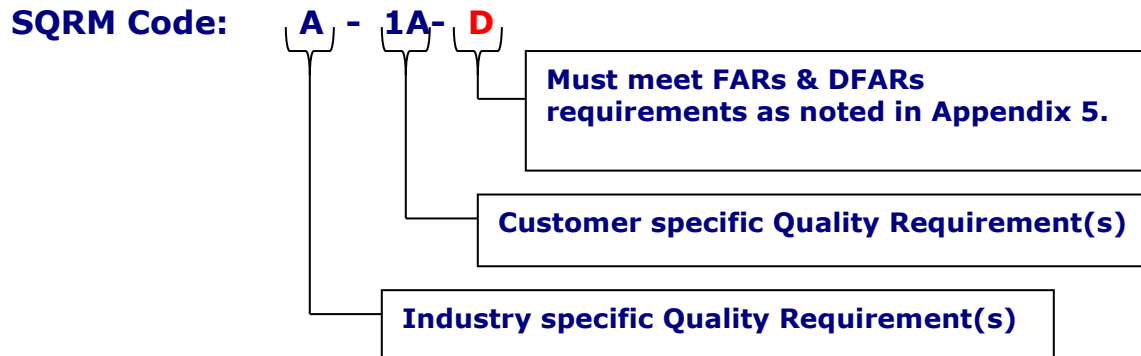 SQRM Code: A - 1A- D
Must meet FARs & DFARs
requirements as noted in Appendix 5.
Customer specific Quality Requirement(s)
Industry specific Quality Requirement(s)